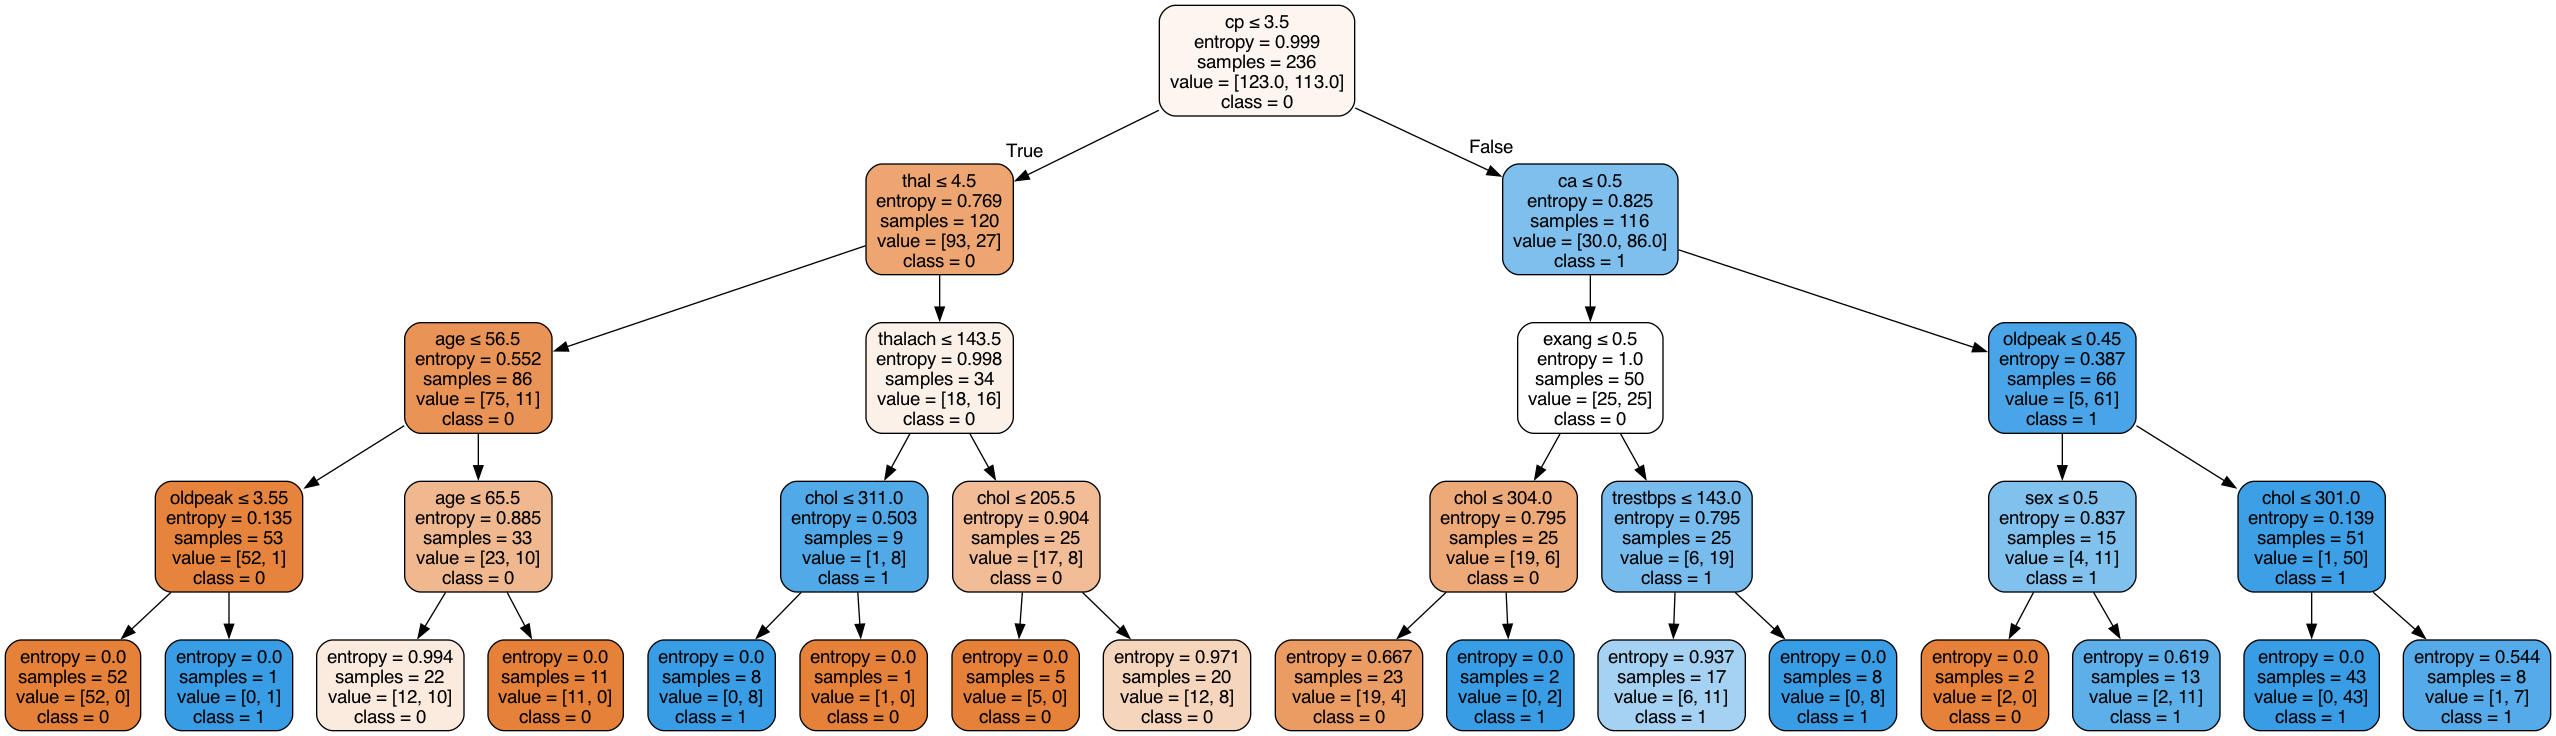 cp ≤ 3.5
entropy = 0.999
samples = 236
value = [123.0, 113.0]
class = 0
True
False
thal ≤ 4.5
entropy = 0.769
samples = 120
value = [93, 27]
class = 0
ca ≤ 0.5
entropy = 0.825
samples = 116
value = [30.0, 86.0]
class = 1
age ≤ 56.5
entropy = 0.552
samples = 86
value = [75, 11]
class = 0
thalach ≤ 143.5
entropy = 0.998
samples = 34
value = [18, 16]
class = 0
exang ≤ 0.5
entropy = 1.0
samples = 50
value = [25, 25]
class = 0
oldpeak ≤ 0.45
entropy = 0.387
samples = 66
value = [5, 61]
class = 1
oldpeak ≤ 3.55
entropy = 0.135
samples = 53
value = [52, 1]
class = 0
age ≤ 65.5
entropy = 0.885
samples = 33
value = [23, 10]
class = 0
chol ≤ 311.0
entropy = 0.503
samples = 9
value = [1, 8]
class = 1
chol ≤ 205.5
entropy = 0.904
samples = 25
value = [17, 8]
class = 0
chol ≤ 304.0
entropy = 0.795
samples = 25
value = [19, 6]
class = 0
trestbps ≤ 143.0
entropy = 0.795
samples = 25
value = [6, 19]
class = 1
sex ≤ 0.5
entropy = 0.837
samples = 15
value = [4, 11]
class = 1
chol ≤ 301.0
entropy = 0.139
samples = 51
value = [1, 50]
class = 1
entropy = 0.0
samples = 52
value = [52, 0]
class = 0
entropy = 0.0
samples = 1
value = [0, 1]
class = 1
entropy = 0.994
samples = 22
value = [12, 10]
class = 0
entropy = 0.0
samples = 11
value = [11, 0]
class = 0
entropy = 0.0
samples = 8
value = [0, 8]
class = 1
entropy = 0.0
samples = 1
value = [1, 0]
class = 0
entropy = 0.0
samples = 5
value = [5, 0]
class = 0
entropy = 0.971
samples = 20
value = [12, 8]
class = 0
entropy = 0.667
samples = 23
value = [19, 4]
class = 0
entropy = 0.0
samples = 2
value = [0, 2]
class = 1
entropy = 0.937
samples = 17
value = [6, 11]
class = 1
entropy = 0.0
samples = 8
value = [0, 8]
class = 1
entropy = 0.0
samples = 2
value = [2, 0]
class = 0
entropy = 0.619
samples = 13
value = [2, 11]
class = 1
entropy = 0.0
samples = 43
value = [0, 43]
class = 1
entropy = 0.544
samples = 8
value = [1, 7]
class = 1